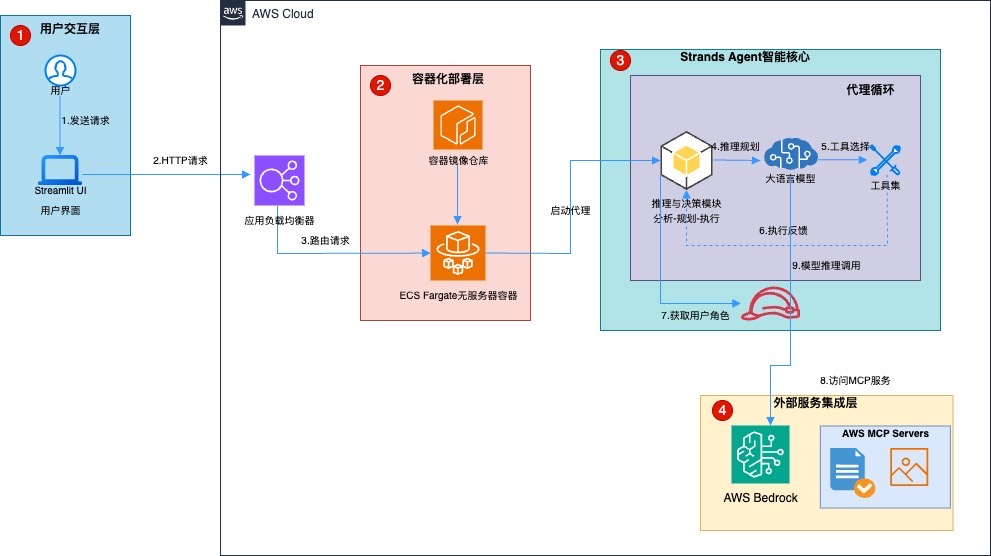 aws
AWS Cloud
1
用户交互层
用户
1.发送请求
Streamlit UI
用户界面
2.HTTP请求
应用负载均衡器
3.路由请求
2
容器化部署层
容器镜像仓库
ECS Fargate无服务器容器
启动代理
3
Strands Agent智能核心
代理循环
4.推理规划
5.工具选择
大语言模型
工具集
推理与决策模块
分析-规划-执行
6.执行反馈
9.模型推理调用
7.获取用户角色
8.访问MCP服务
4
外部服务集成层
AWS MCP Servers
AWS Bedrock